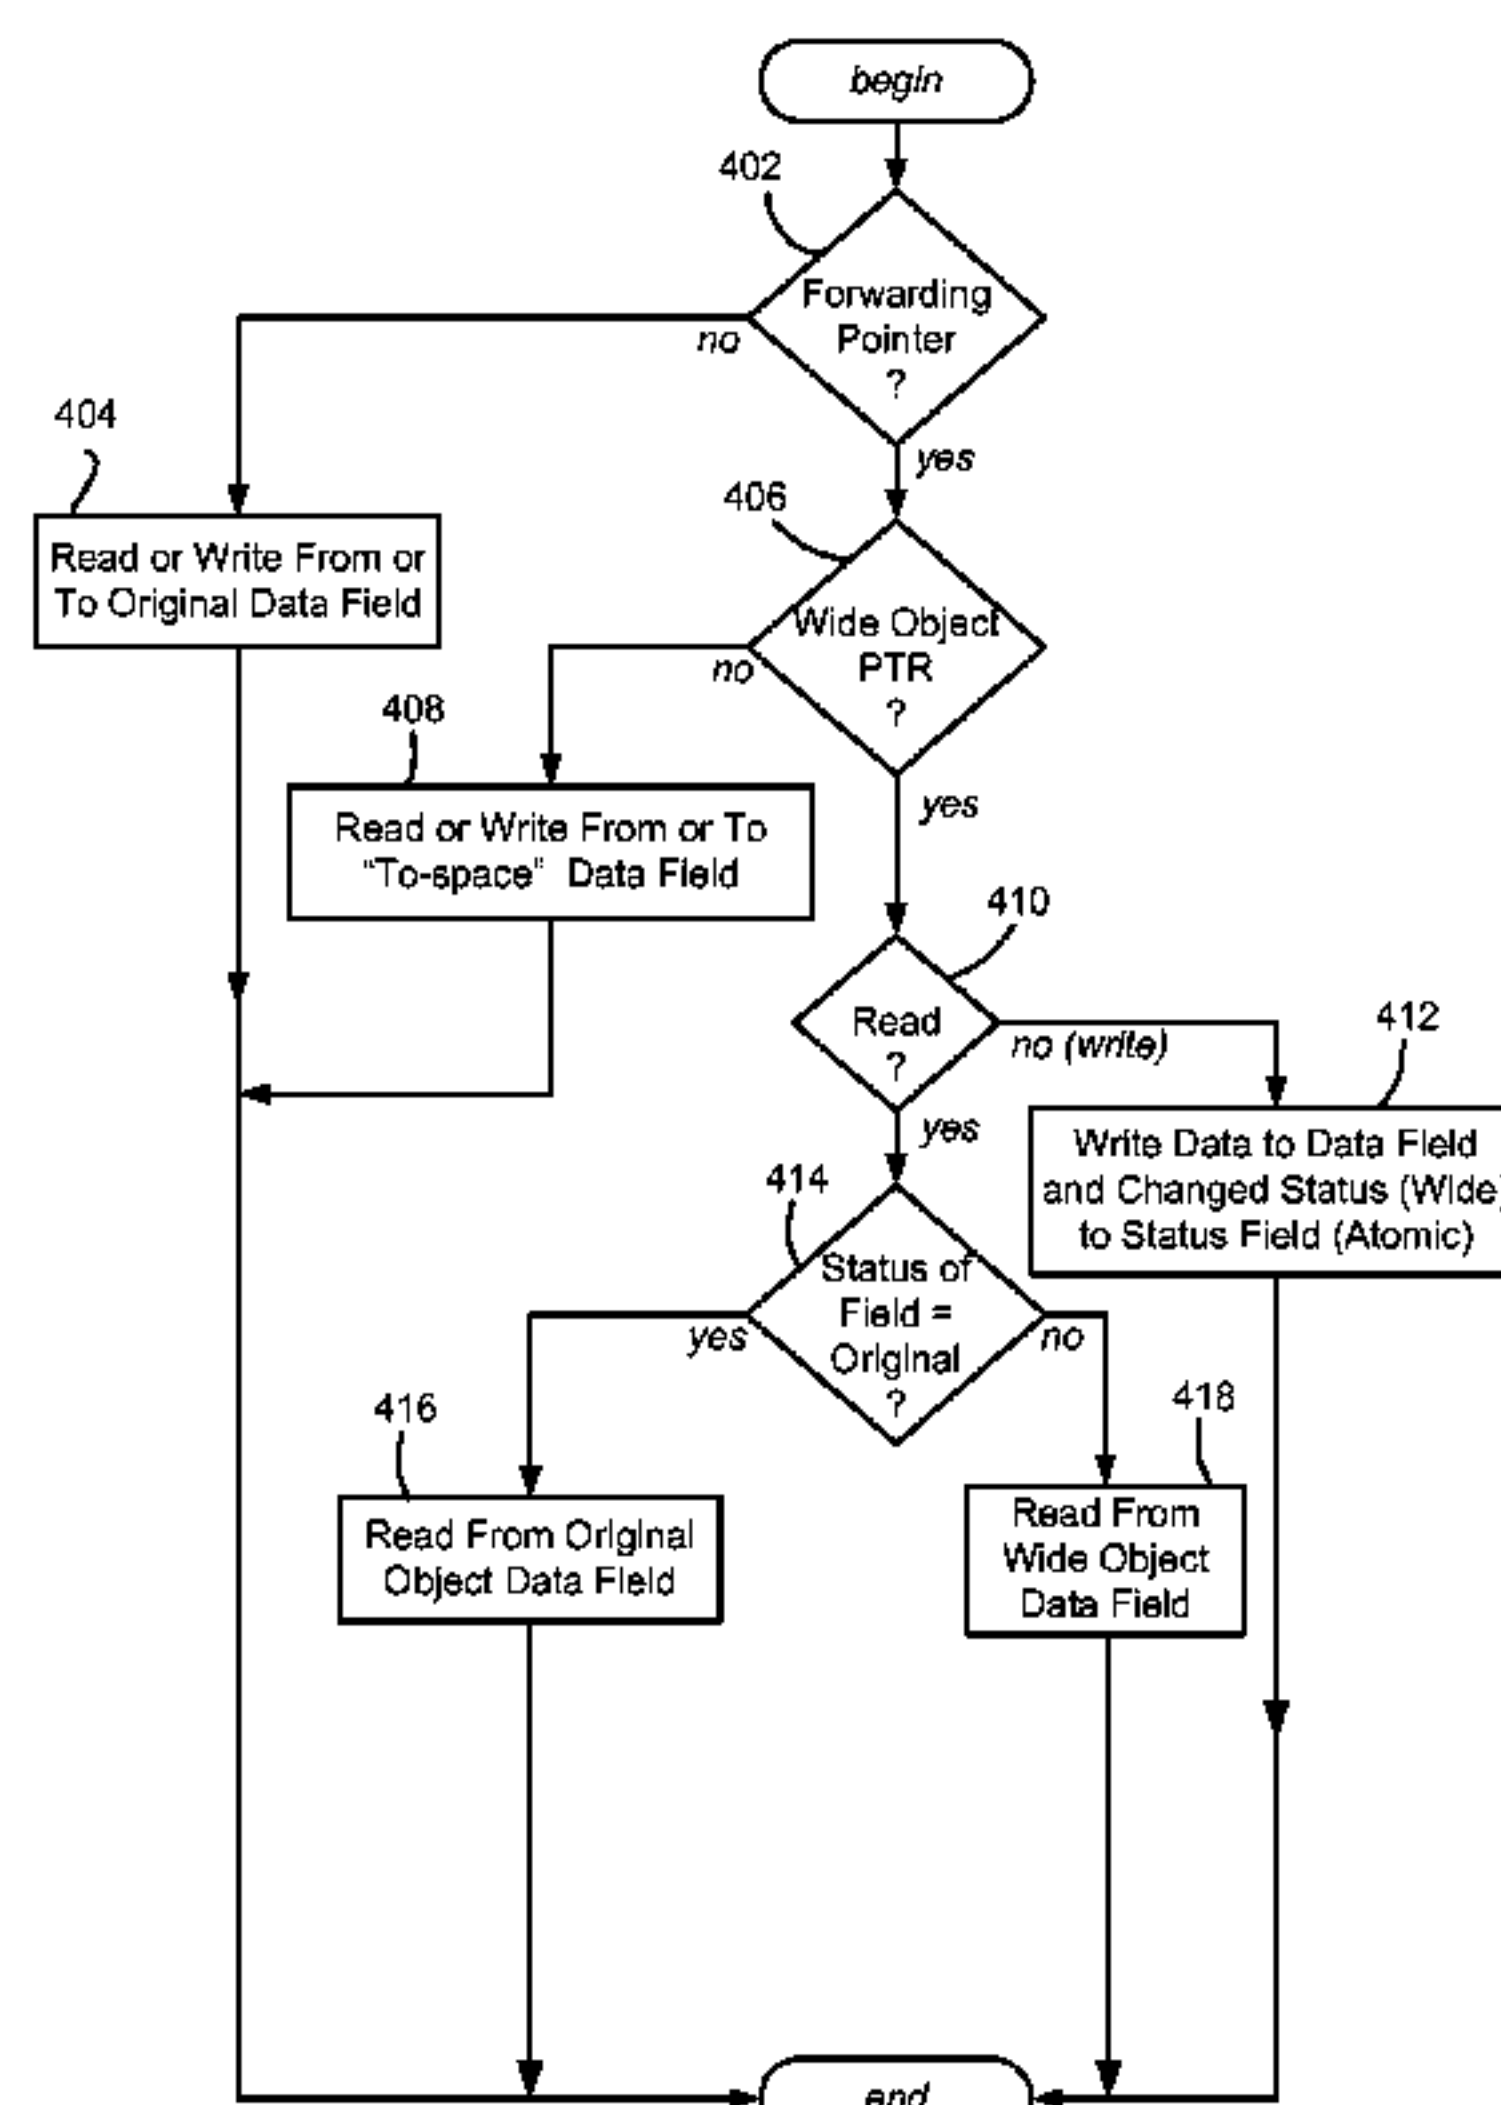 begin
402
Forwarding
Pointer
?
no
yes
404
Read or Write From or
To Original Data Field
406
Wide Object
PTR
?
no
yes
408
Read or Write From or To
“To-space” Data Field
410
Read
?
no (write)
yes
412
Write Data to Data Field
and Changed Status (Wide)
to Status Field (Atomic)
414
Status of
Field =
Original
?
yes
no
416
Read From Original
Object Data Field
418
Read From
Wide Object
Data Field
end